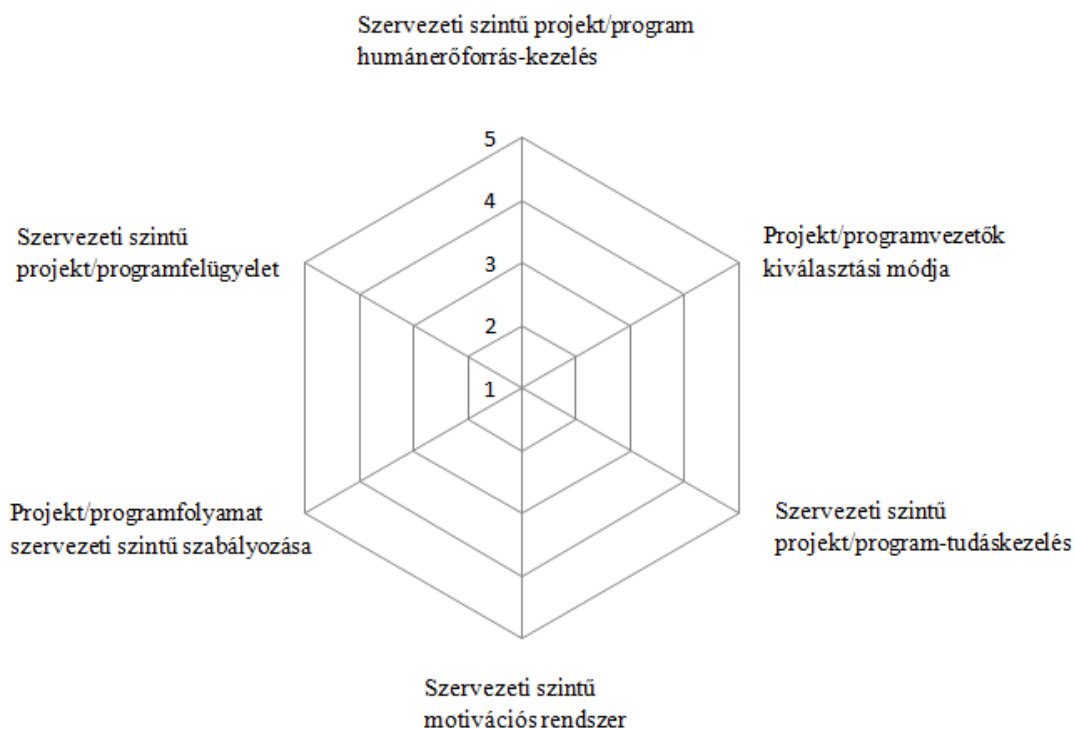 Szervezeti szintű projekt/program
humánerőforrás-kezelés
5
4
3
2
1
Szervezeti szintű
projekt/programfelügyelet
Projekt/programvezetők
kiválasztási módja
Projekt/programfolyamat
szervezeti szintű szabályozása
Szervezeti szintű
projekt/program-tudáskezelés
Szervezeti szintű
motivációs rendszer